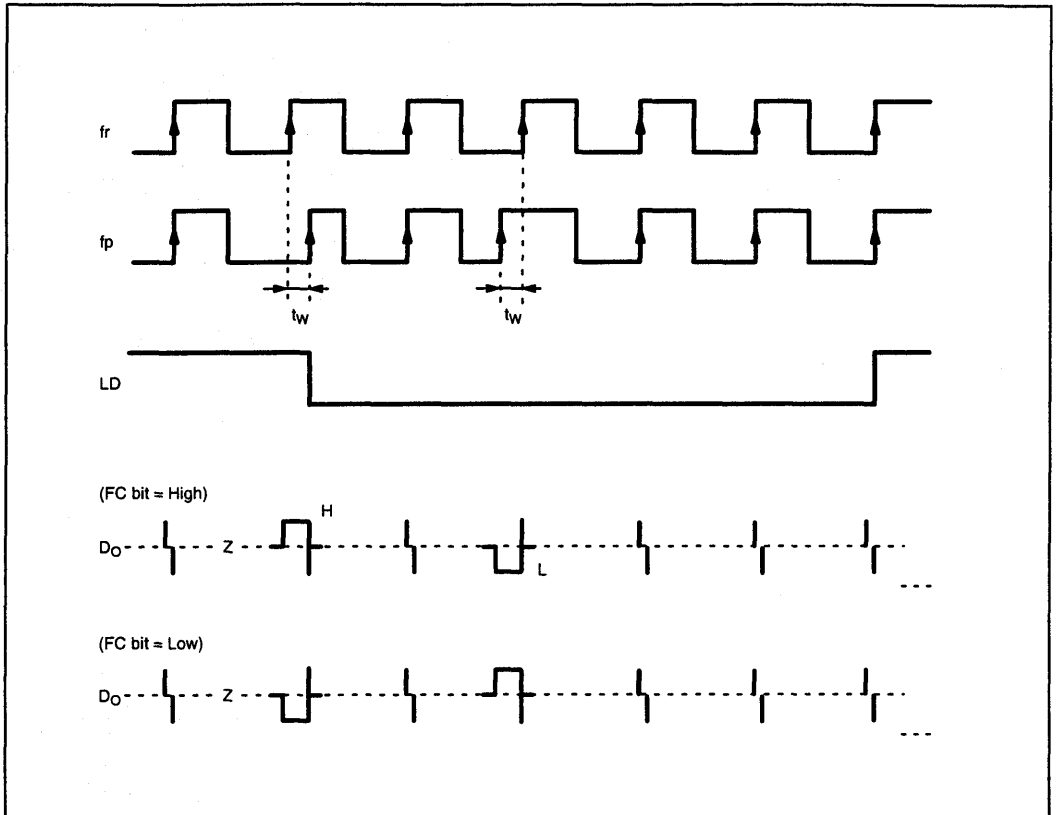 fr
fp
tW tW
LD
(FC bit = High)
H
DO Z
L
(FC bit = Low)
DO Z